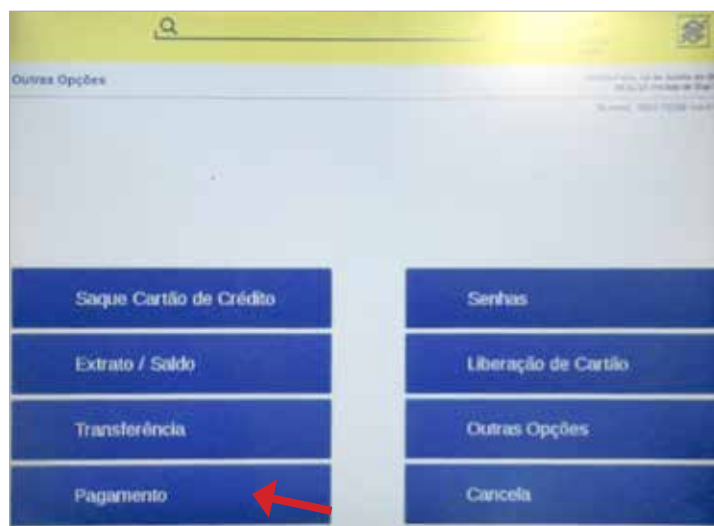 Outras Opções
Saque Cartão de Crédito
Senhas
Extrato / Saldo
Liberação de Cartão
Transferência
Outras Opções
Pagamento
Cancela